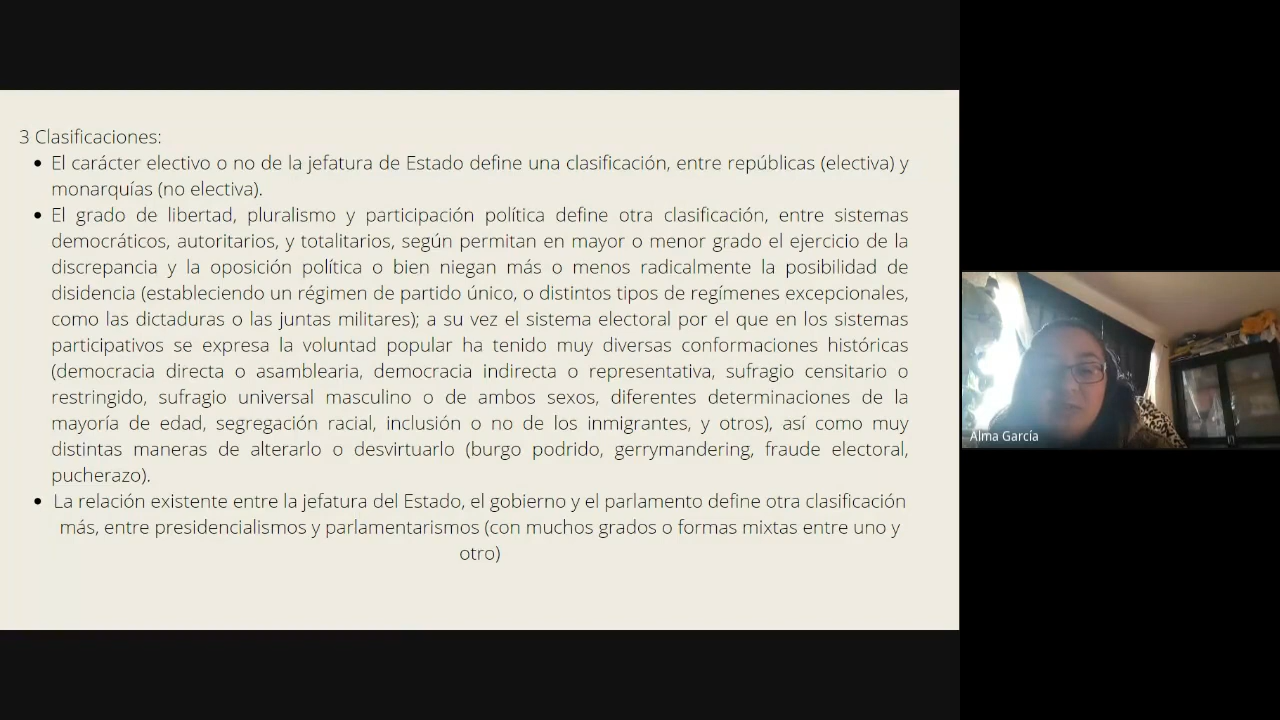 3 Clasificaciones:
• El carácter electivo o no de la jefatura de Estado define una clasificación, entre repúblicas (electiva) y
monarquías (no electiva).
• El grado de libertad, pluralismo y participación política define otra clasificación, entre sistemas
democráticos, autoritarios, y totalitarios, según permitan en mayor o menor grado el ejercicio de la
discrepancia y la oposición política o bien niegan más o menos radicalmente la posibilidad de
disidencia (estableciendo un régimen de partido único, o distintos tipos de regímenes excepcionales,
como las dictaduras o las juntas militares); a su vez el sistema electoral por el que en los sistemas
participativos se expresa la voluntad popular ha tenido muy diversas conformaciones históricas
(democracia directa o asamblearia, democracia indirecta o representativa, sufragio censitario o
restringido, sufragio universal masculino o de ambos sexos, diferentes determinaciones de la
mayoría de edad, segregación racial, inclusión o no de los inmigrantes, y otros), así como muy
distintas maneras de alterarlo o desvirtuarlo (burgo podrido, gerrymandering, fraude electoral,
pucherazo).
• La relación existente entre la jefatura del Estado, el gobierno y el parlamento define otra clasificación
más, entre presidencialismos y parlamentarismos (con muchos grados o formas mixtas entre uno y
otro)
Alma García